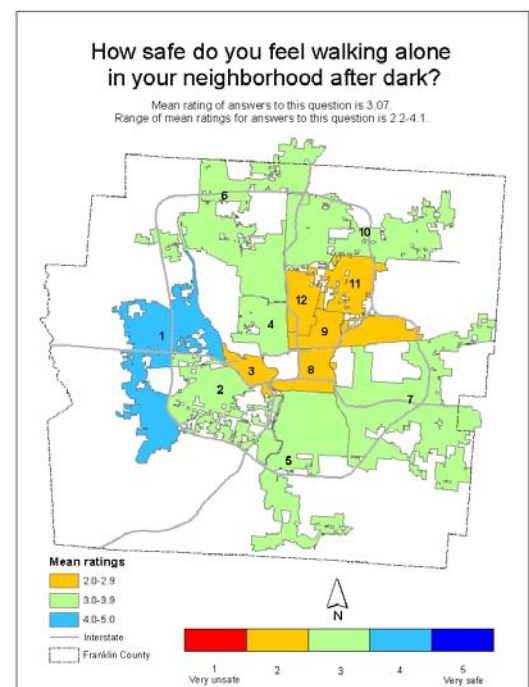 How safe do you feel walking alone
in your neighborhood after dark?
Mean rating of answers to this question is 3.07.
Range of mean ratings for answers to this question is 2.2-4.1.
6
10
11
12
1
4
9
3
8
2
7
5
Mean ratings
2.0-2.9
3.0-3.9
4.0-5.0
Interstate
Franklin County
N
1
Very unsafe
2
3
4
5
Very safe